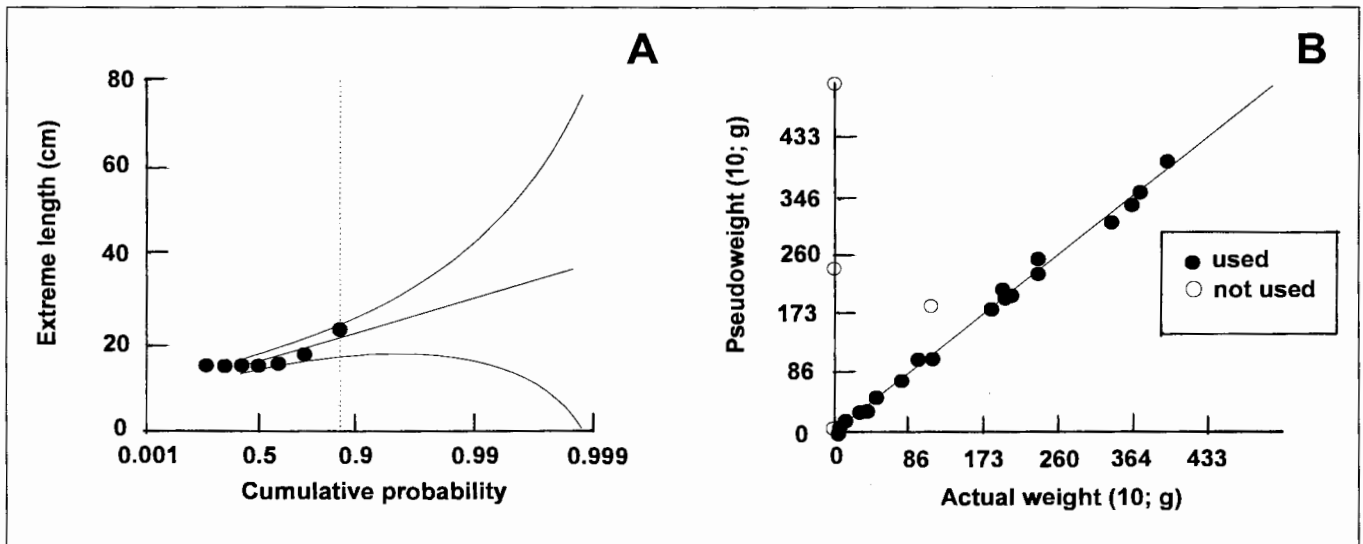 A
80
60
40
20
0
Extreme length (cm)
0.001 0.5 0.9 0.99 0.999
Cumulative probability
B
433
346
260
173
86
0
Pseudoweight (10; g)
0 86 173 260 364 433
Actual weight (10; g)
used
not used